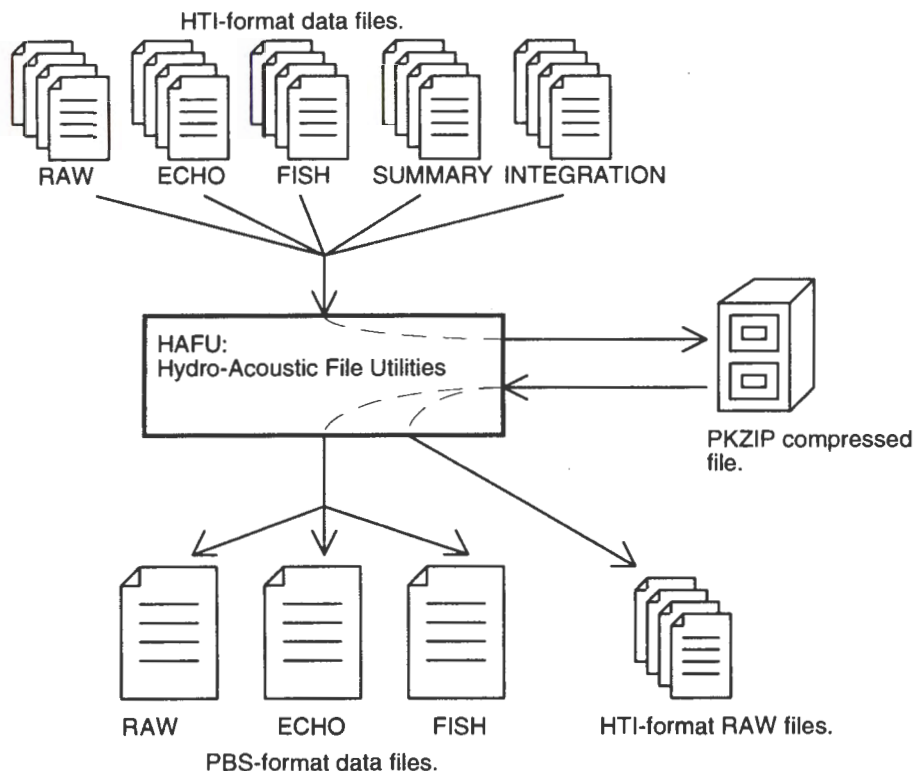 HTI-format data files.
RAW ECHO FISH SUMMARY INTEGRATION
HAFU:
Hydro-Acoustic File Utilities
PKZIP compressed
file.
RAW ECHO FISH
HTI-format RAW files.
PBS-format data files.